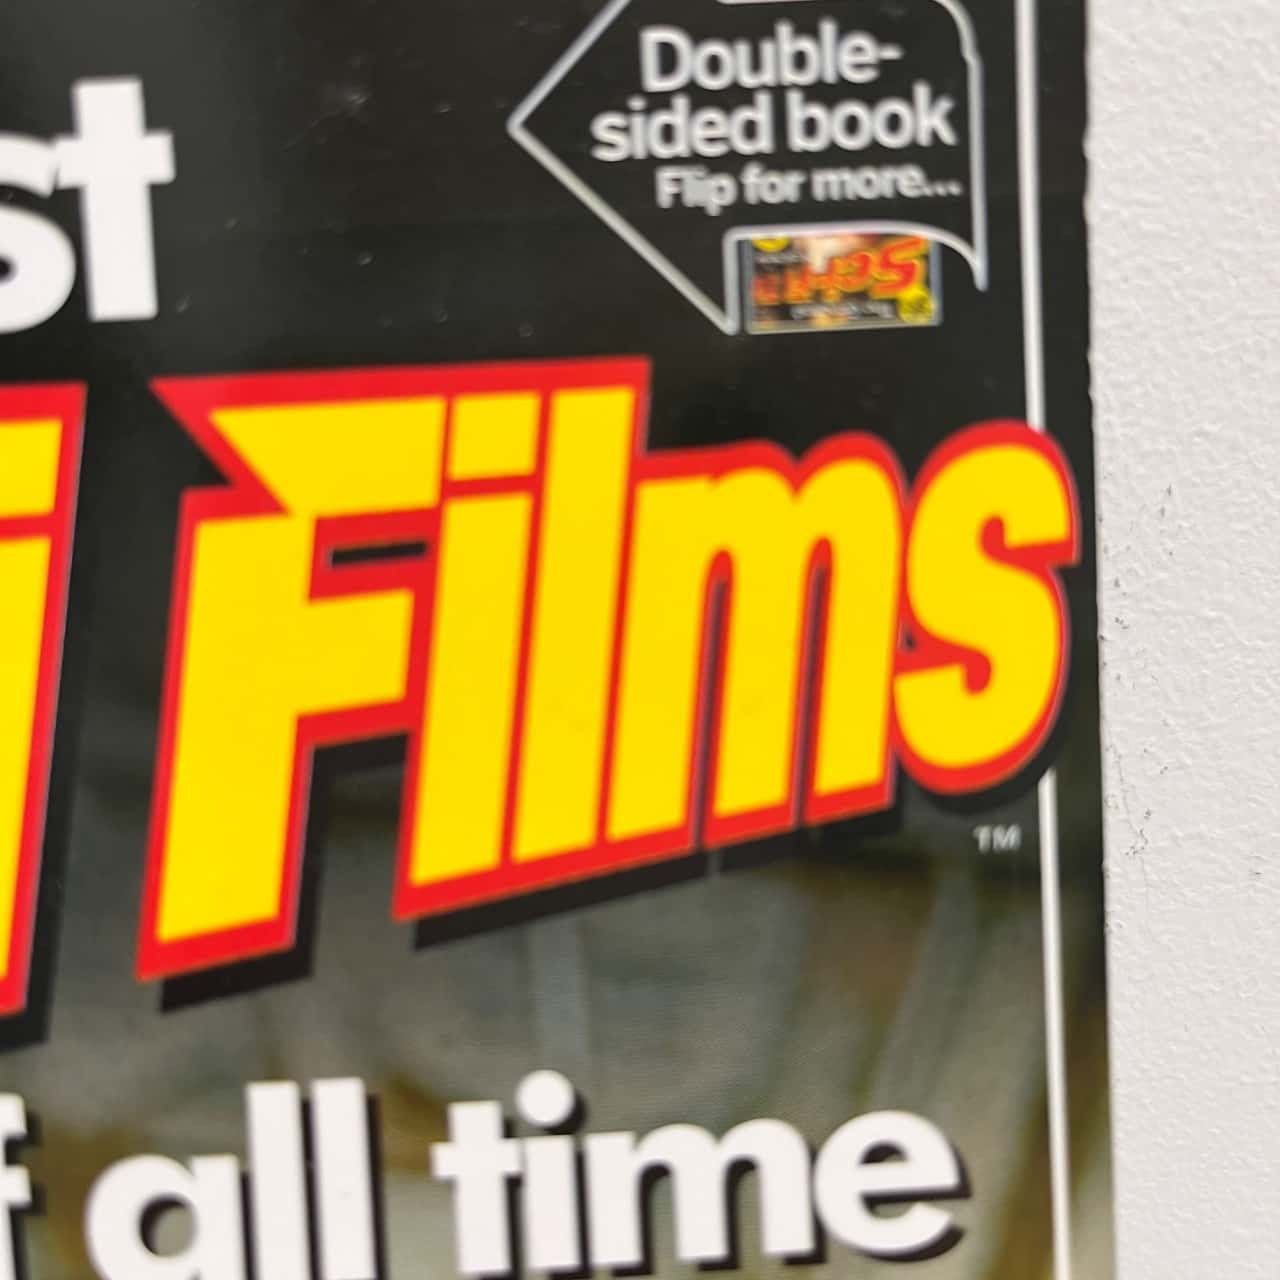 Double-
sided book
Flip for more...
st
i Films
TM
f all time